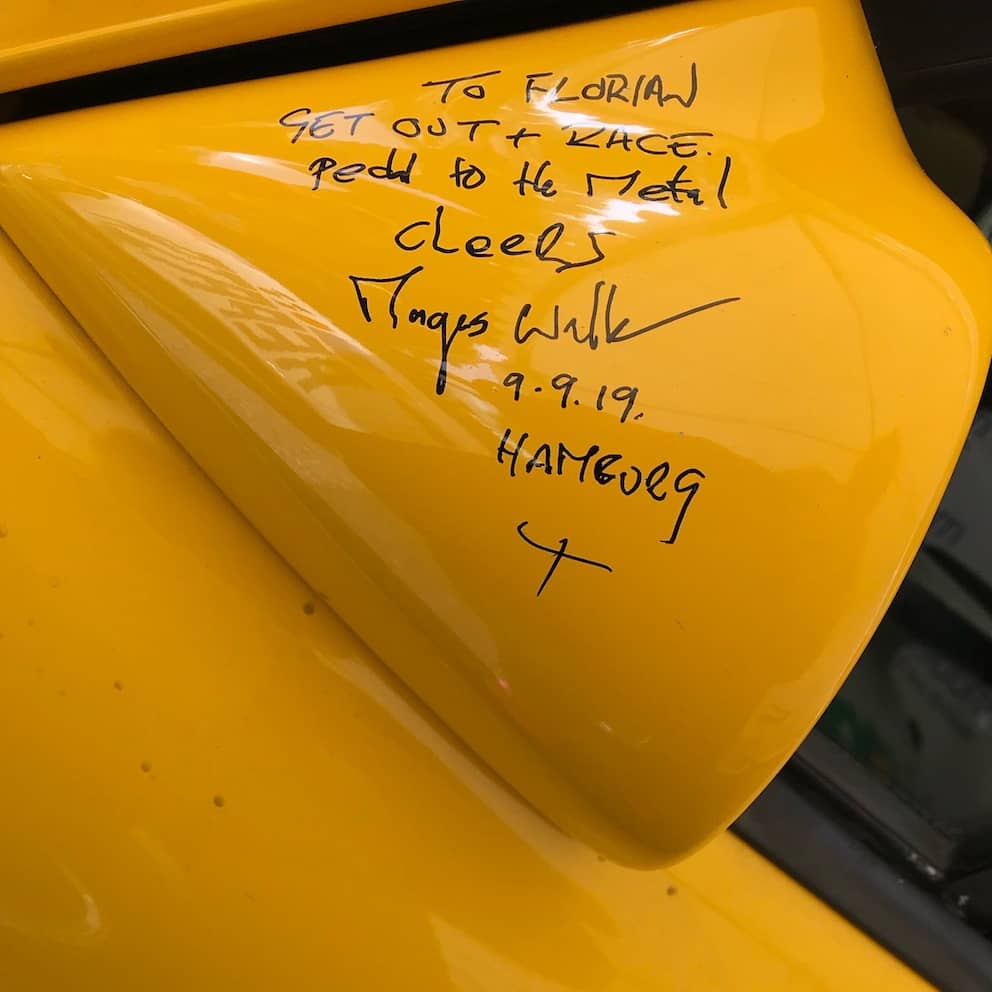 TO FLORIAN
GET OUT + RACE.
pedal to the Metal
cheers
Magnus Walker
9.9.19.
HAMBURG
X